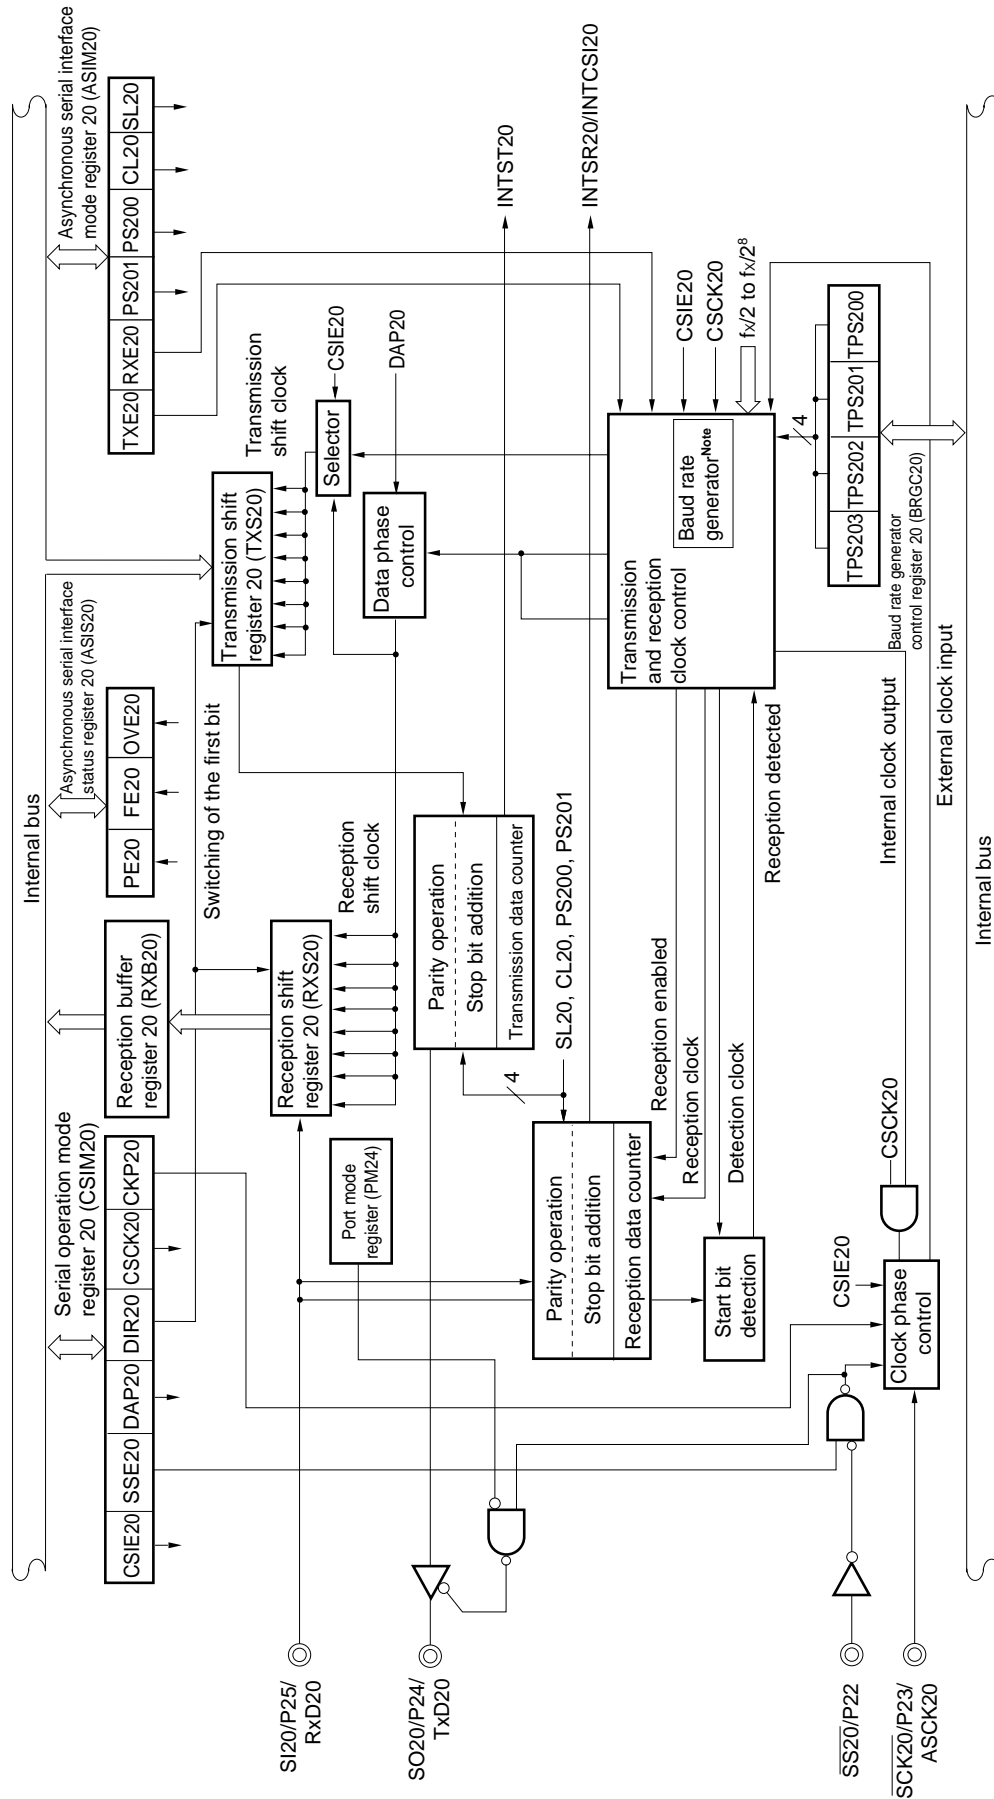 Internal bus
Serial operation mode
register 20 (CSIM20)
CSIE20 SSE20 DAP20 DIR20 CSCK20 CKP20
Reception buffer
register 20 (RXB20)
Asynchronous serial interface
status register 20 (ASIS20)
PE20 FE20 OVE20
Asynchronous serial interface
mode register 20 (ASIM20)
TXE20 RXE20 PS201 PS200 CL20 SL20
Switching of the first bit
Transmission shift
register 20 (TXS20)
Transmission
shift clock
Selector
CSIE20
SI20/P25/
RxD20
Reception shift
register 20 (RXS20)
Reception
shift clock
Port mode
register (PM24)
Data phase
control
DAP20
SO20/P24/
TxD20
Parity operation
Stop bit addition
Transmission data counter
INTST20
4
SL20, CL20, PS200, PS201
INTSR20/INTCSI20
Parity operation
Stop bit addition
Reception data counter
Reception enabled
Reception clock
Detection clock
Start bit
detection
Reception detected
Transmission
and reception
clock control
Baud rate
generatorNote
CSIE20
CSCK20
fx/2 to fx/2⁸
4
TPS203 TPS202 TPS201 TPS200
Baud rate generator
control register 20 (BRGC20)
SS20/P22
SCK20/P23/
ASCK20
CSIE20
Clock phase
control
CSCK20
Internal clock output
External clock input
Internal bus